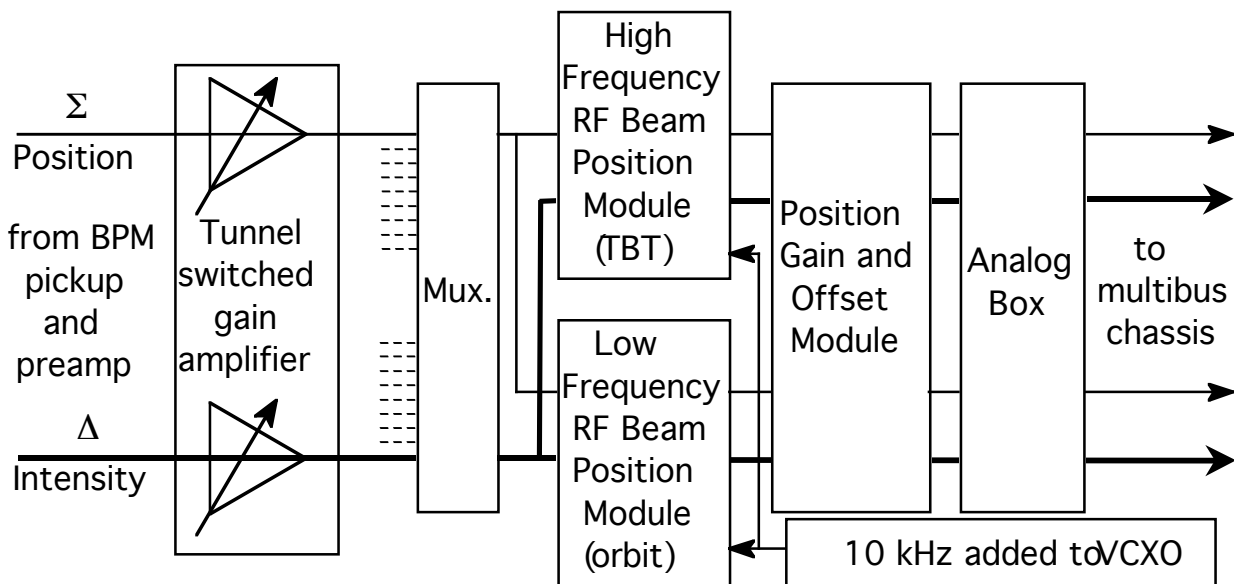 Σ
Position
from BPM
pickup
and
preamp
Δ
Intensity
Tunnel
switched
gain
amplifier
Mux.
High
Frequency
RF Beam
Position
Module
(TBT)
Low
Frequency
RF Beam
Position
Module
(orbit)
Position
Gain and
Offset
Module
Analog
Box
to
multibus
chassis
10 kHz added toVCXO